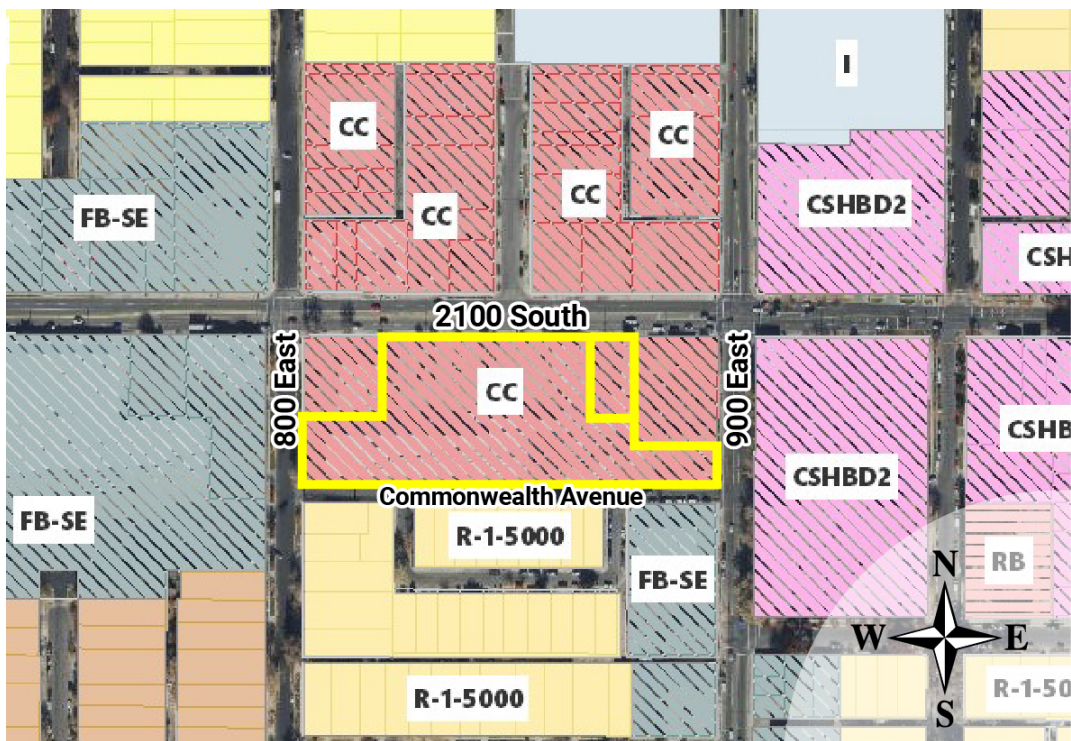 I
CC
CC
CC
CC
CSHBD2
FB-SE
CSH
2100 South
800 East
CC
900 East
CSHB
CSHBD2
Commonwealth Avenue
FB-SE
R-1-5000
FB-SE
RB
N
W
E
S
R-1-5000
R-1-50